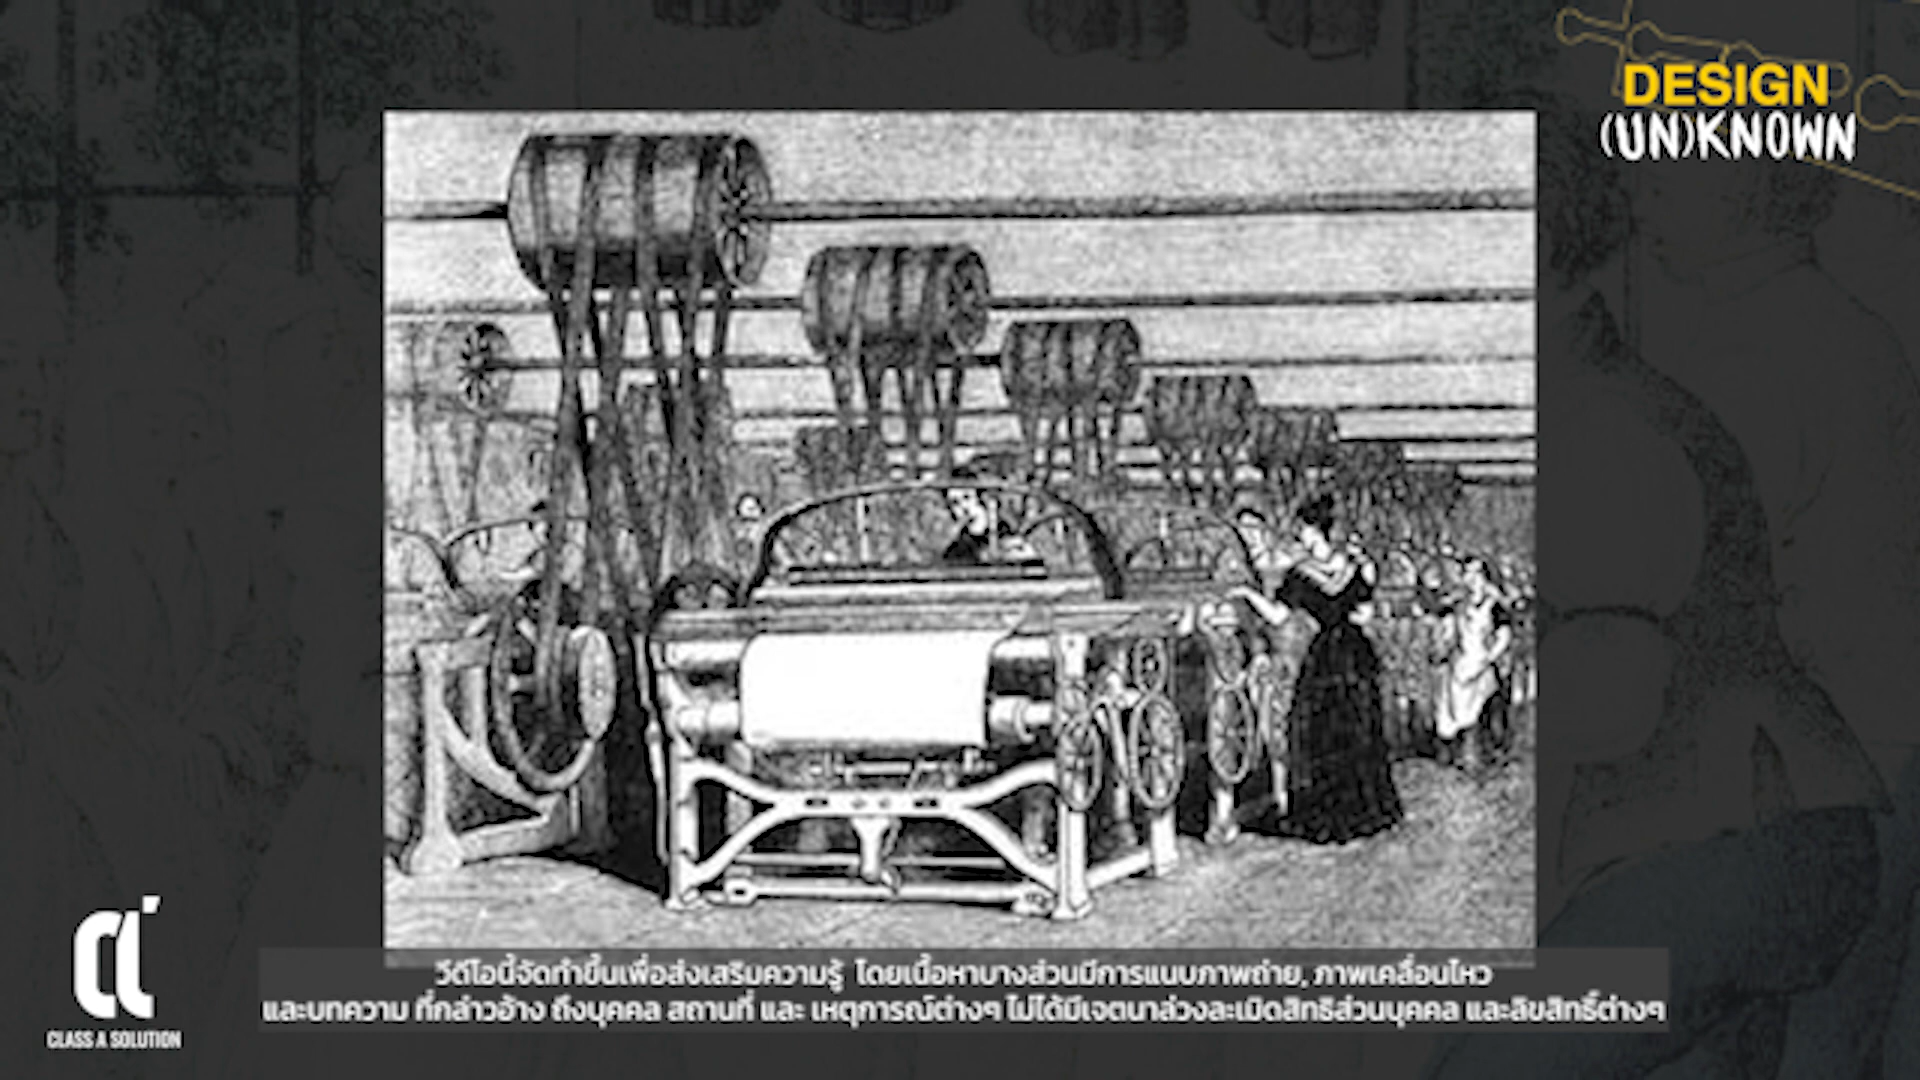 DESIGN
(UN)KNOWN
วีดีโอนี้จัดทำขึ้นเพื่อส่งเสริมความรู้ โดยเนื้อหาบางส่วนมีการแนบภาพถ่าย, ภาพเคลื่อนไหว
และบทความ ที่กล่าวอ้าง ถึงบุคคล สถานที่ และ เหตุการณ์ต่างๆ ไม่ได้มีเจตนาล่วงละเมิดสิทธิส่วนบุคคล และลิขสิทธิ์ต่างๆ
CLASS A SOLUTION